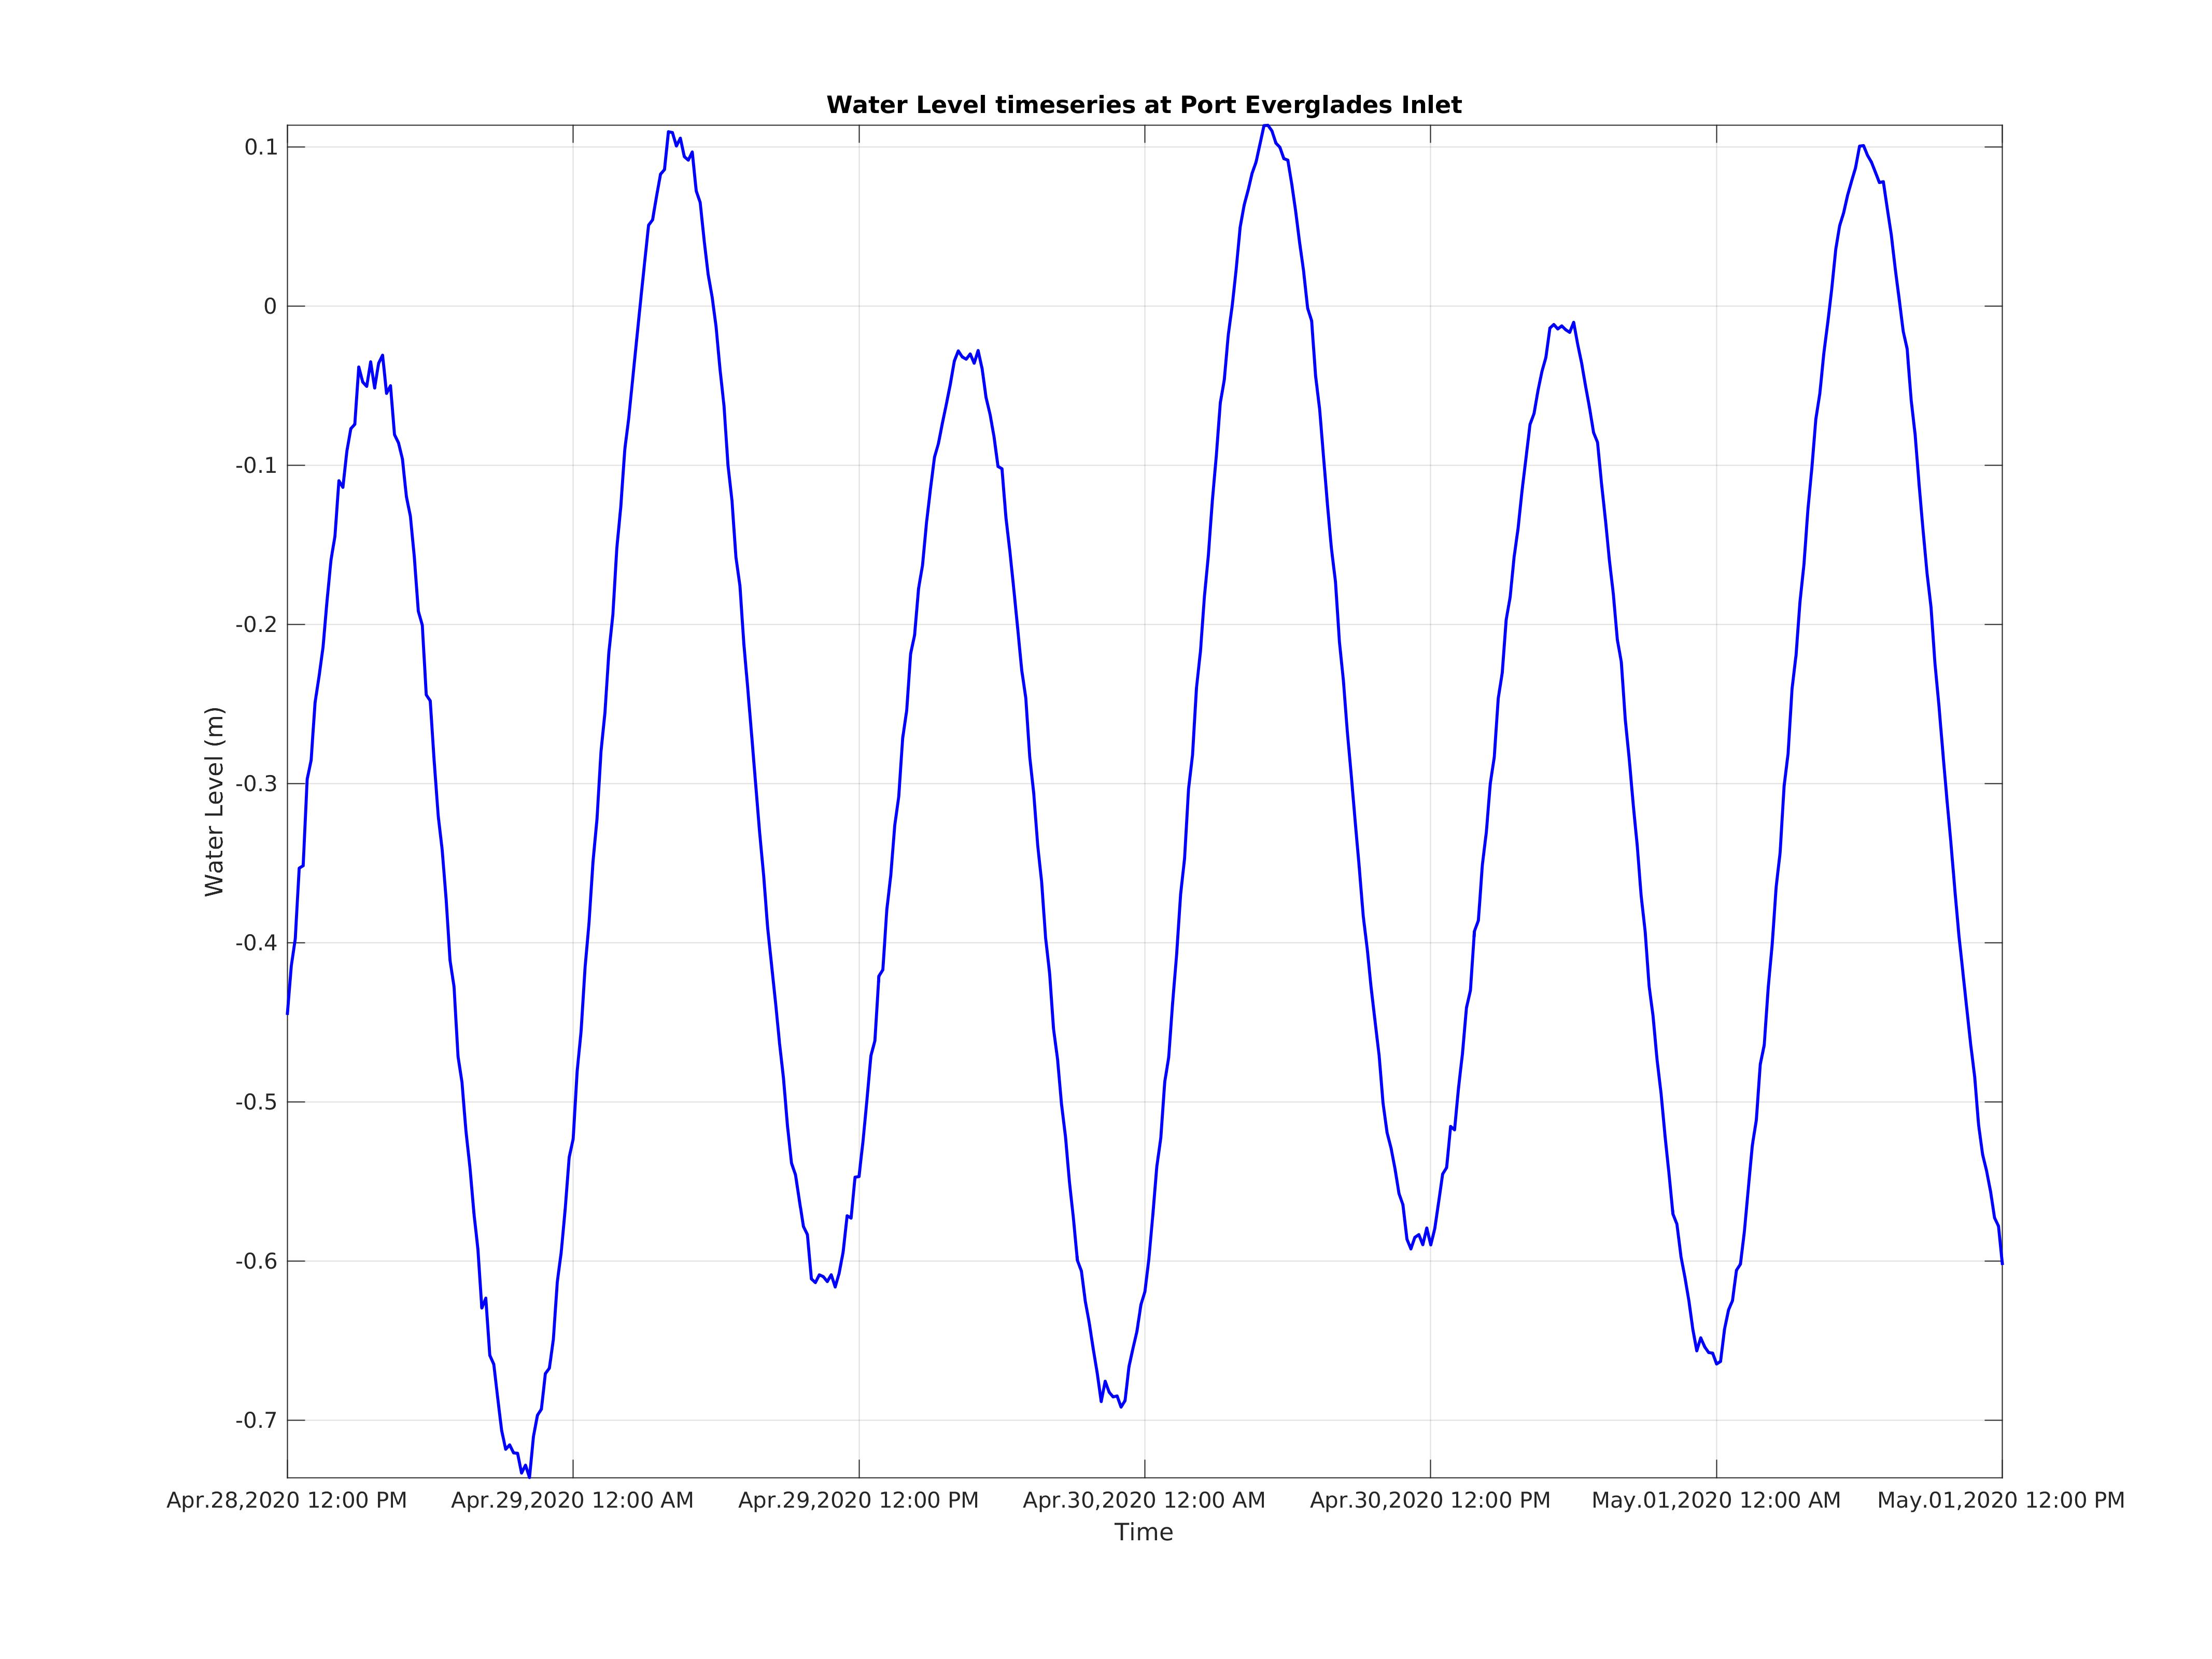 Water Level timeseries at Port Everglades Inlet
0.1
0
-0.1
-0.2
-0.3
-0.4
-0.5
-0.6
-0.7
Water Level (m)
Apr.28,2020 12:00 PM Apr.29,2020 12:00 AM Apr.29,2020 12:00 PM Apr.30,2020 12:00 AM Apr.30,2020 12:00 PM May.01,2020 12:00 AM May.01,2020 12:00 PM
Time